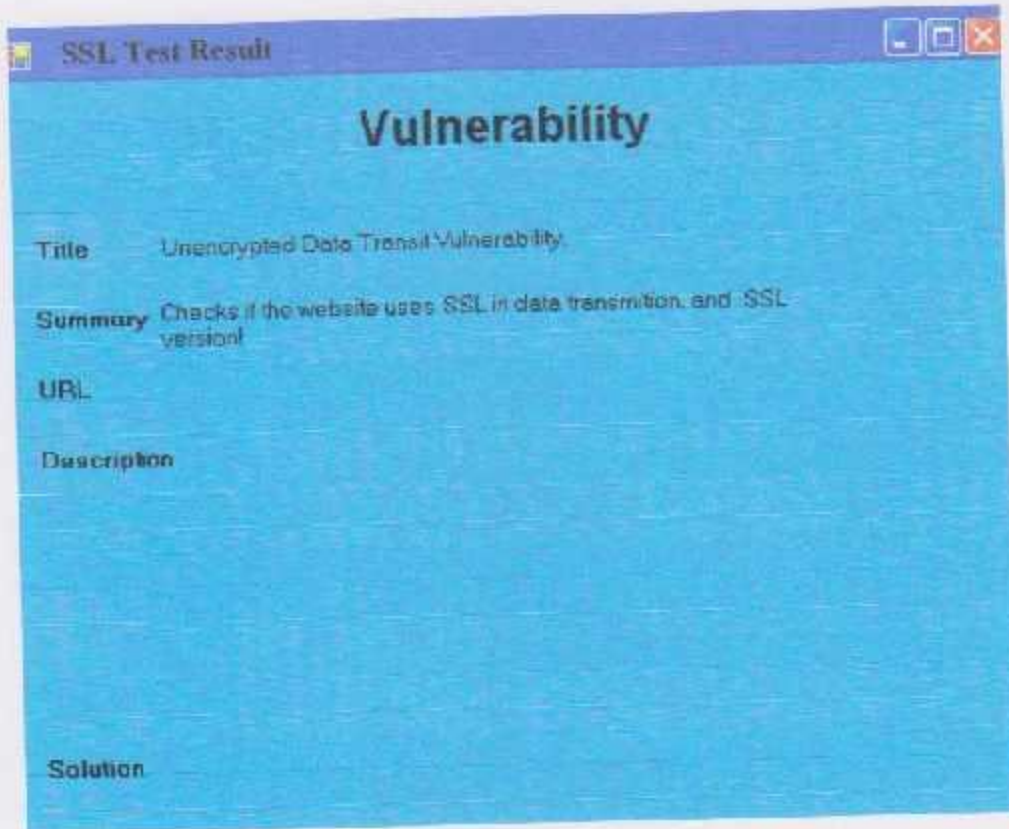 SSL Test Result
Vulnerability
Title Unencrypted Data Transit Vulnerability.
Summary Checks if the website uses SSL in data transmition, and SSL
version!
URL
Description
Solution